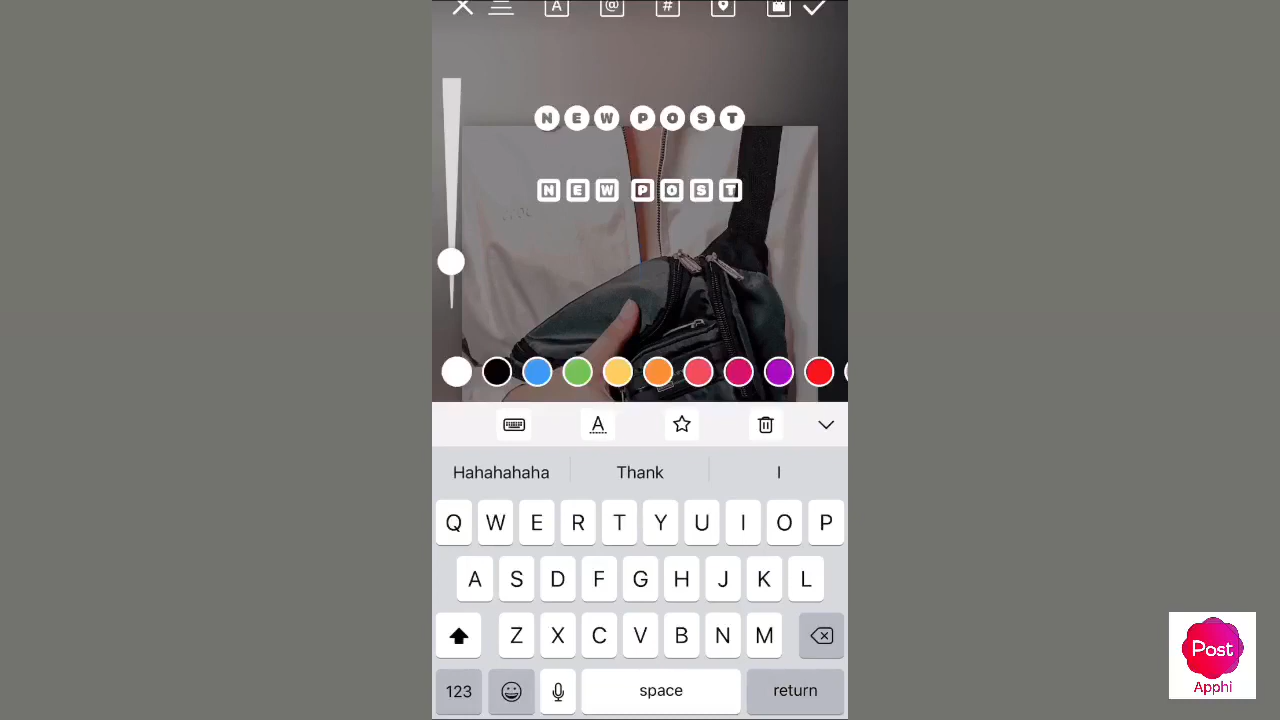 A @ #
NEW POST
NEW POST
A
Hahahahaha Thank I
Q W E R T Y U I O P
A S D F G H J K L
Z X C V B N M
123 space return
Post
Apphi